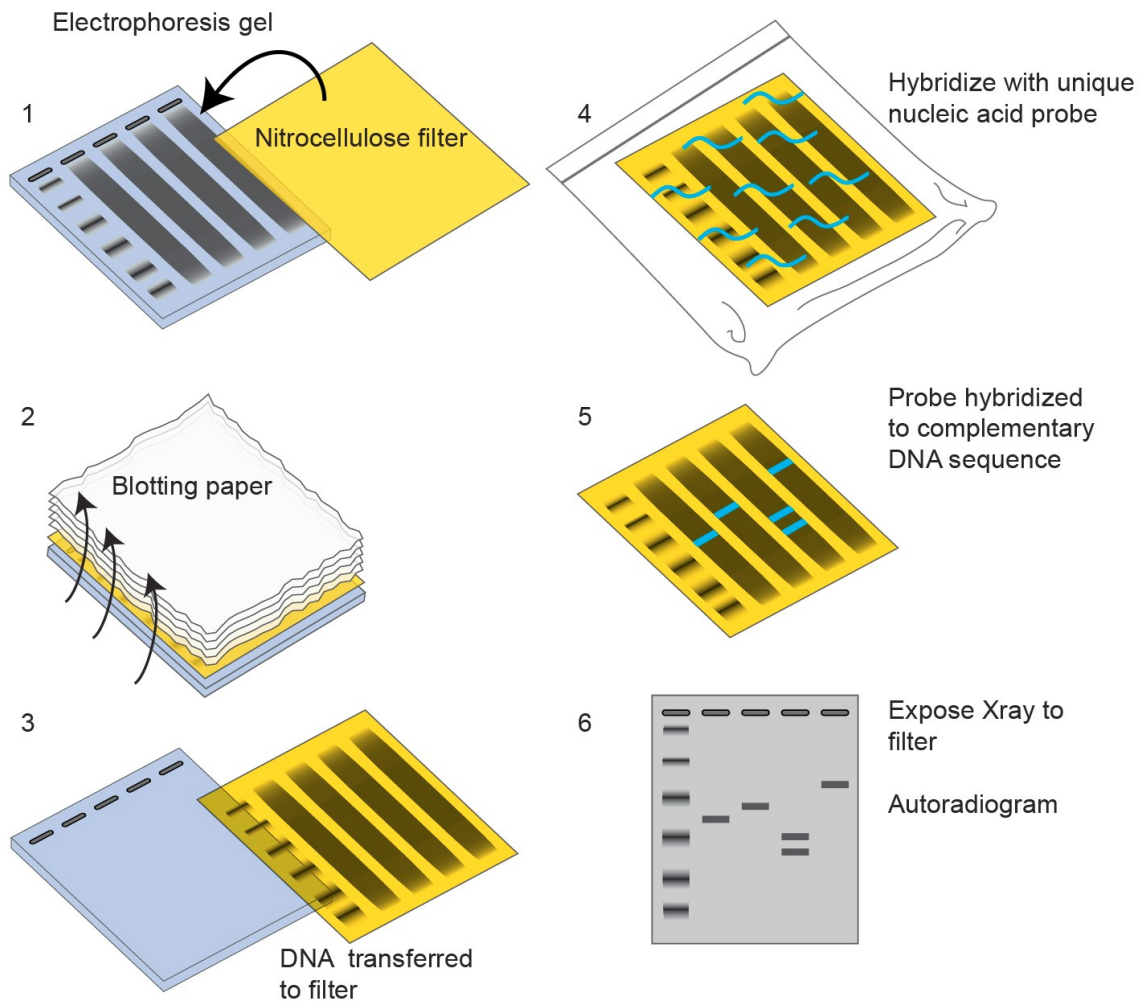 Electrophoresis gel
1
Nitrocellulose filter
2
Blotting paper
3
DNA transferred
to filter
4
Hybridize with unique
nucleic acid probe
5
Probe hybridized
to complementary
DNA sequence
6
Expose Xray to
filter
Autoradiogram